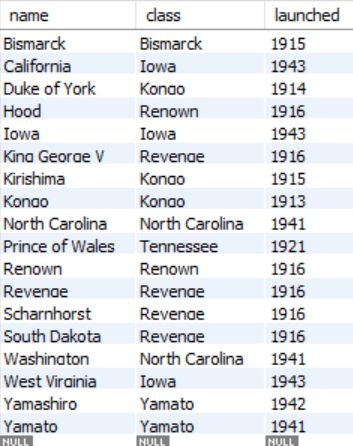 name class launched
Bismarck Bismarck 1915
California Iowa 1943
Duke of York Kongo 1914
Hood Renown 1916
Iowa Iowa 1943
King George V Revenge 1916
Kirishima Kongo 1915
Kongo Kongo 1913
North Carolina North Carolina 1941
Prince of Wales Tennessee 1921
Renown Renown 1916
Revenge Revenge 1916
Scharnhorst Revenge 1916
South Dakota Revenge 1916
Washington North Carolina 1941
West Virginia Iowa 1943
Yamashiro Yamato 1942
Yamato Yamato 1941
NULL NULL NULL